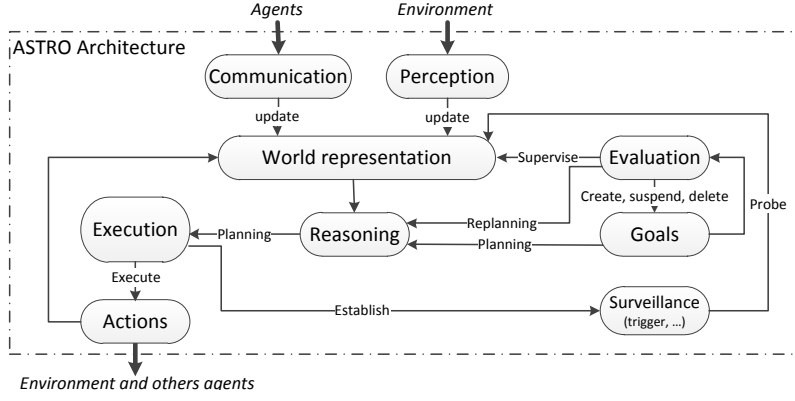 Agents
Environment
ASTRO Architecture
Communication
Perception
update
update
World representation
Supervise
Evaluation
Create, suspend, delete
Probe
Execution
Planning
Reasoning
Replanning
Planning
Goals
Execute
Establish
Surveillance
(trigger, ...)
Actions
Environment and others agents